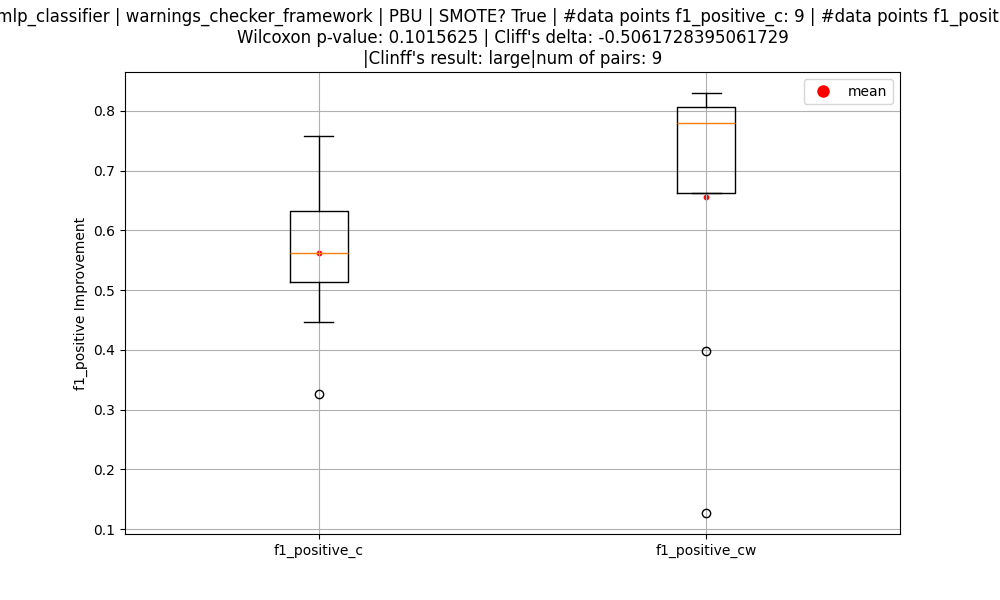 mlp_classifier | warnings_checker_framework | PBU | SMOTE? True | #data points f1_positive_c: 9 | #data points f1_posit
Wilcoxon p-value: 0.1015625 | Cliff's delta: -0.5061728395061729
|Clinff's result: large|num of pairs: 9
mean
0.8
0.7
0.6
0.5
0.4
0.3
0.2
0.1
f1_positive Improvement
f1_positive_c
f1_positive_cw